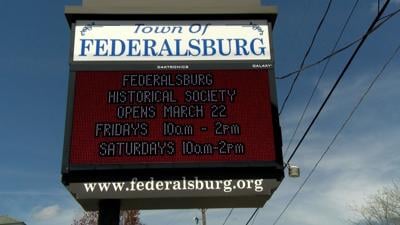 Town Of
FEDERALSBURG
DAKTRONICS GALAXY
FEDERALSBURG
HISTORICAL SOCIETY
OPENS MARCH 22
FRIDAYS 10am - 2pm
SATURDAYS 10am-2pm
www.federalsburg.org